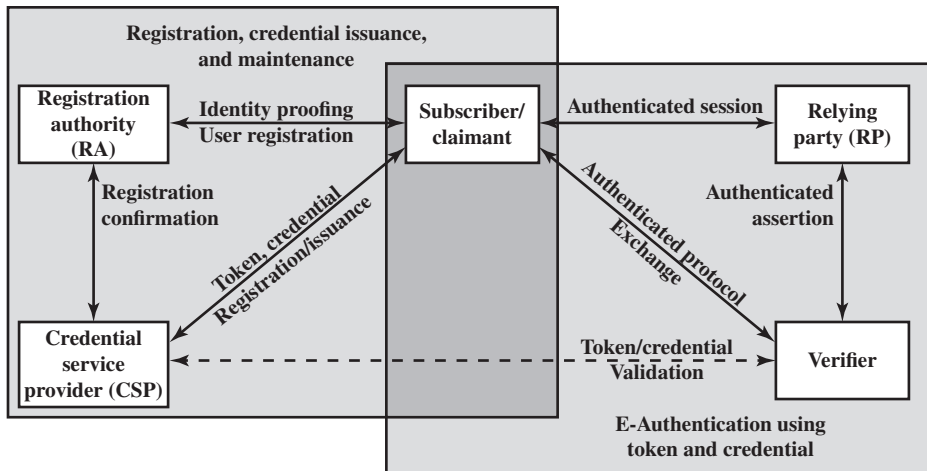 Registration, credential issuance,
and maintenance
Registration
authority
(RA)
Identity proofing
User registration
Subscriber/
claimant
Authenticated session
Relying
party (RP)
Registration
confirmation
Token, credential
Registration/issuance
Authenticated protocol
Exchange
Authenticated
assertion
Credential
service
provider (CSP)
Token/credential
Validation
Verifier
E-Authentication using
token and credential